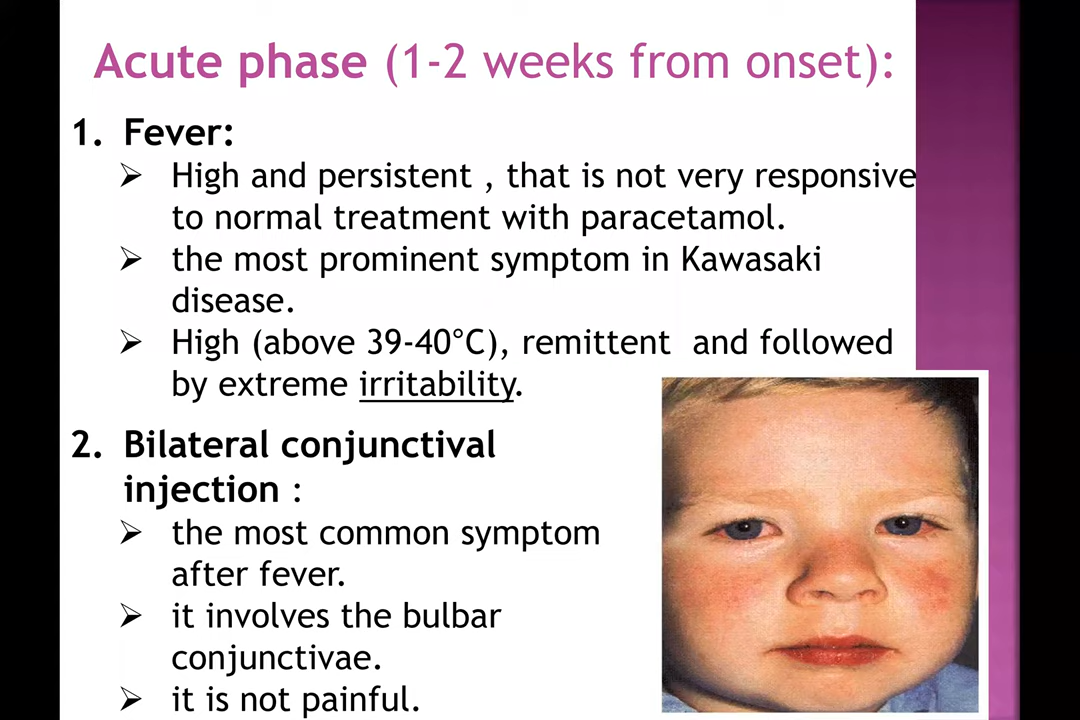 Acute phase (1-2 weeks from onset):
1. Fever:
➢ High and persistent , that is not very responsive
to normal treatment with paracetamol.
➢ the most prominent symptom in Kawasaki
disease.
➢ High (above 39-40°C), remittent  and followed
by extreme irritability.
2. Bilateral conjunctival
injection :
➢ the most common symptom
after fever.
➢ it involves the bulbar
conjunctivae.
➢ it is not painful.